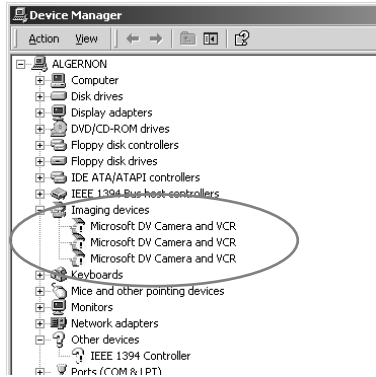 Device Manager
Action View
ALGERNON
Computer
Disk drives
Display adapters
DVD/CD-ROM drives
Floppy disk controllers
Floppy disk drives
IDE ATA/ATAPI controllers
IEEE 1394 Bus host controllers
Imaging devices
Microsoft DV Camera and VCR
Microsoft DV Camera and VCR
Microsoft DV Camera and VCR
Keyboards
Mice and other pointing devices
Monitors
Network adapters
Other devices
IEEE 1394 Controller
Ports (COM & LPT)